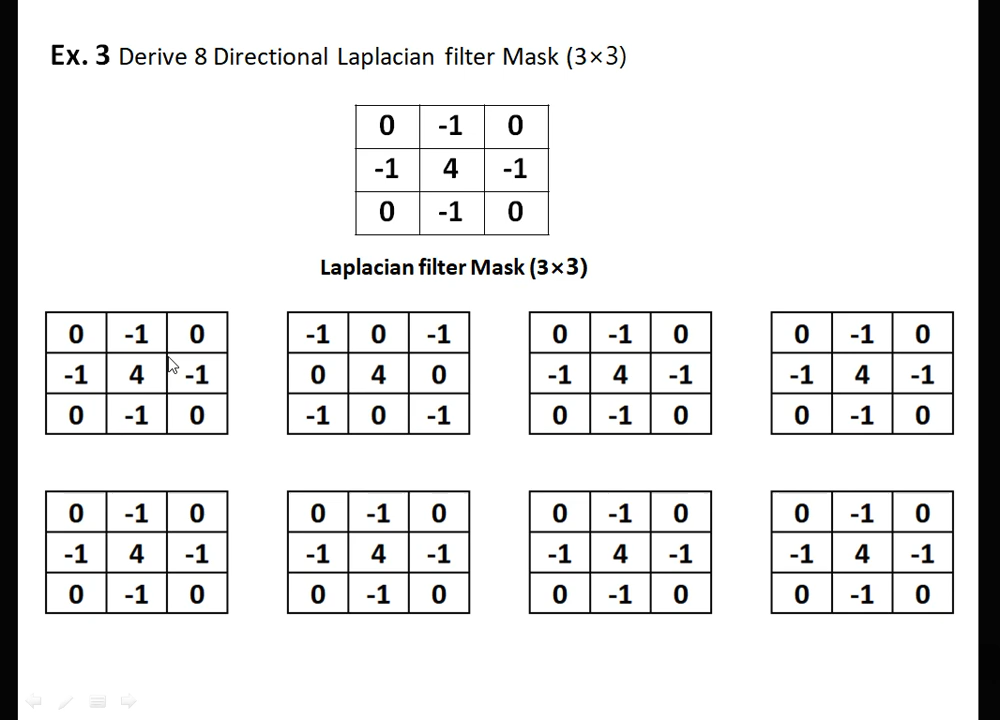 Ex. 3 Derive 8 Directional Laplacian filter Mask (3×3)
0 -1 0
-1 4 -1
0 -1 0
Laplacian filter Mask (3×3)
0 -1 0 -1 0 -1 0 -1 0 0 -1 0
-1 4 -1 0 4 0 -1 4 -1 -1 4 -1
0 -1 0 -1 0 -1 0 -1 0 0 -1 0
0 -1 0 0 -1 0 0 -1 0 0 -1 0
-1 4 -1 -1 4 -1 -1 4 -1 -1 4 -1
0 -1 0 0 -1 0 0 -1 0 0 -1 0